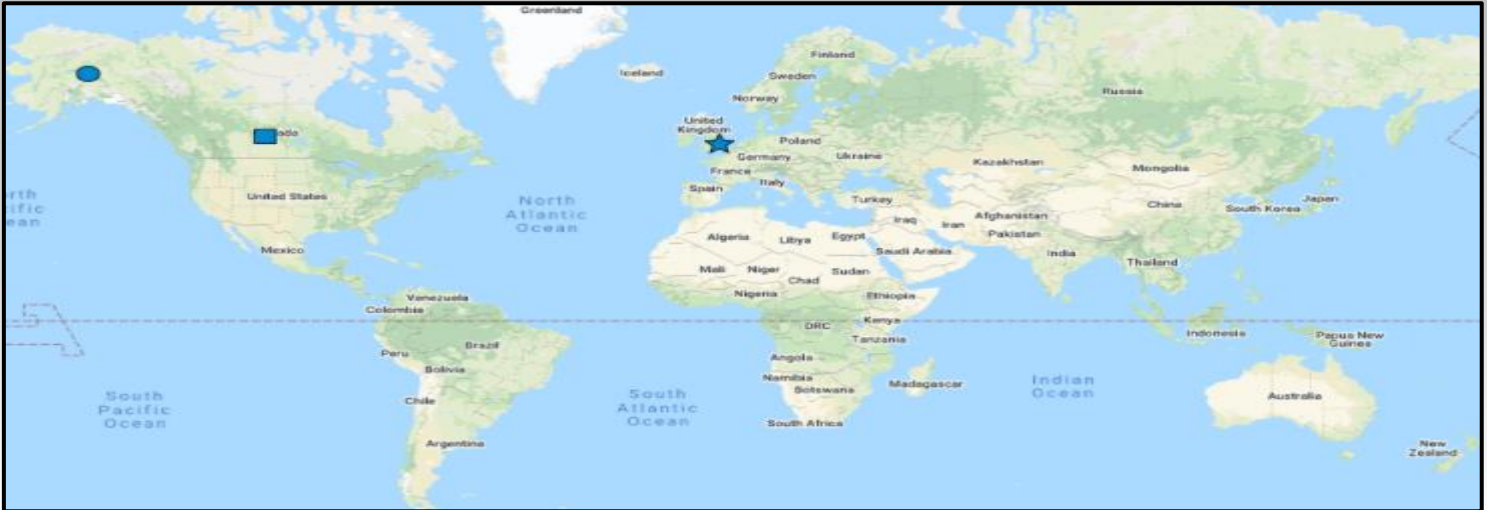 Greenland
Finland
Iceland
Sweden
Russia
Norway
United
Kingdom
Poland
Germany
Ukraine
Kazakhstan
Mongolia
France
Italy
Spain
United States
North
Atlantic
Ocean
Turkey
China
Japan
South Korea
Iraq
Iran
Afghanistan
Pakistan
Algeria
Libya
Egypt
Saudi Arabia
India
Mexico
Thailand
Mali
Niger
Chad
Sudan
Nigeria
Ethiopia
Venezuela
Colombia
DRC
Kenya
Tanzania
Indonesia
Papua New
Guinea
Peru
Brazil
Bolivia
Angola
Namibia
Botswana
Madagascar
South
Pacific
Ocean
South
Atlantic
Ocean
Indian
Ocean
Australia
Chile
South Africa
Argentina
New
Zealand